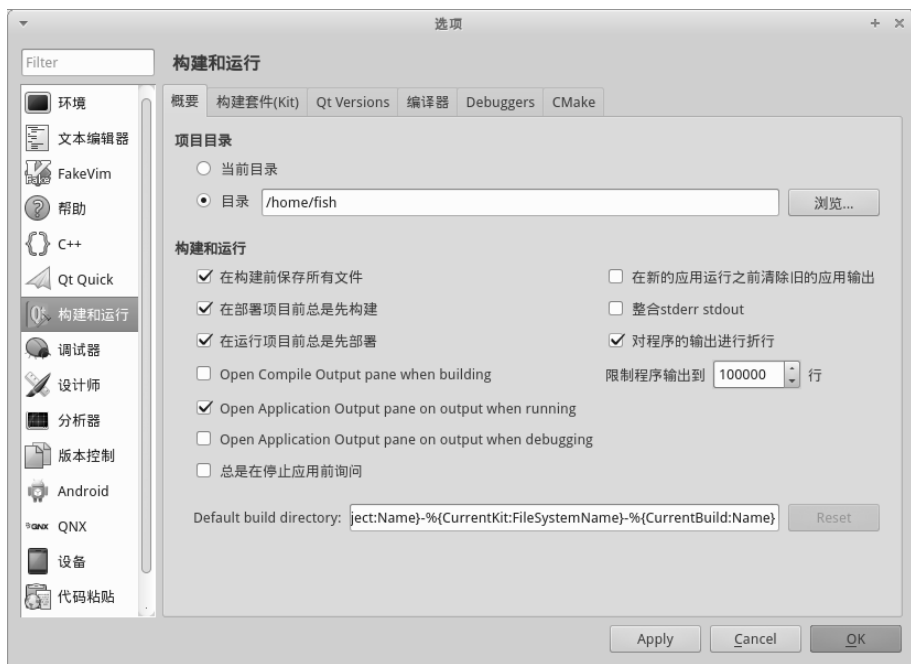 选项
Filter
环境
文本编辑器
FakeVim
帮助
C++
Qt Quick
构建和运行
调试器
设计师
分析器
版本控制
Android
QNX
设备
代码粘贴
构建和运行
概要 构建套件(Kit) Qt Versions 编译器 Debuggers CMake
项目目录
当前目录
目录 /home/fish 浏览...
构建和运行
在构建前保存所有文件 在新的应用运行之前清除旧的应用输出
在部署项目前总是先构建 整合stderr stdout
在运行项目前总是先部署 对程序的输出进行折行
Open Compile Output pane when building 限制程序输出到 100000 行
Open Application Output pane on output when running
Open Application Output pane on output when debugging
总是在停止应用前询问
Default build directory: ject:Name}-%{CurrentKit:FileSystemName}-%{CurrentBuild:Name} Reset
Apply Cancel OK